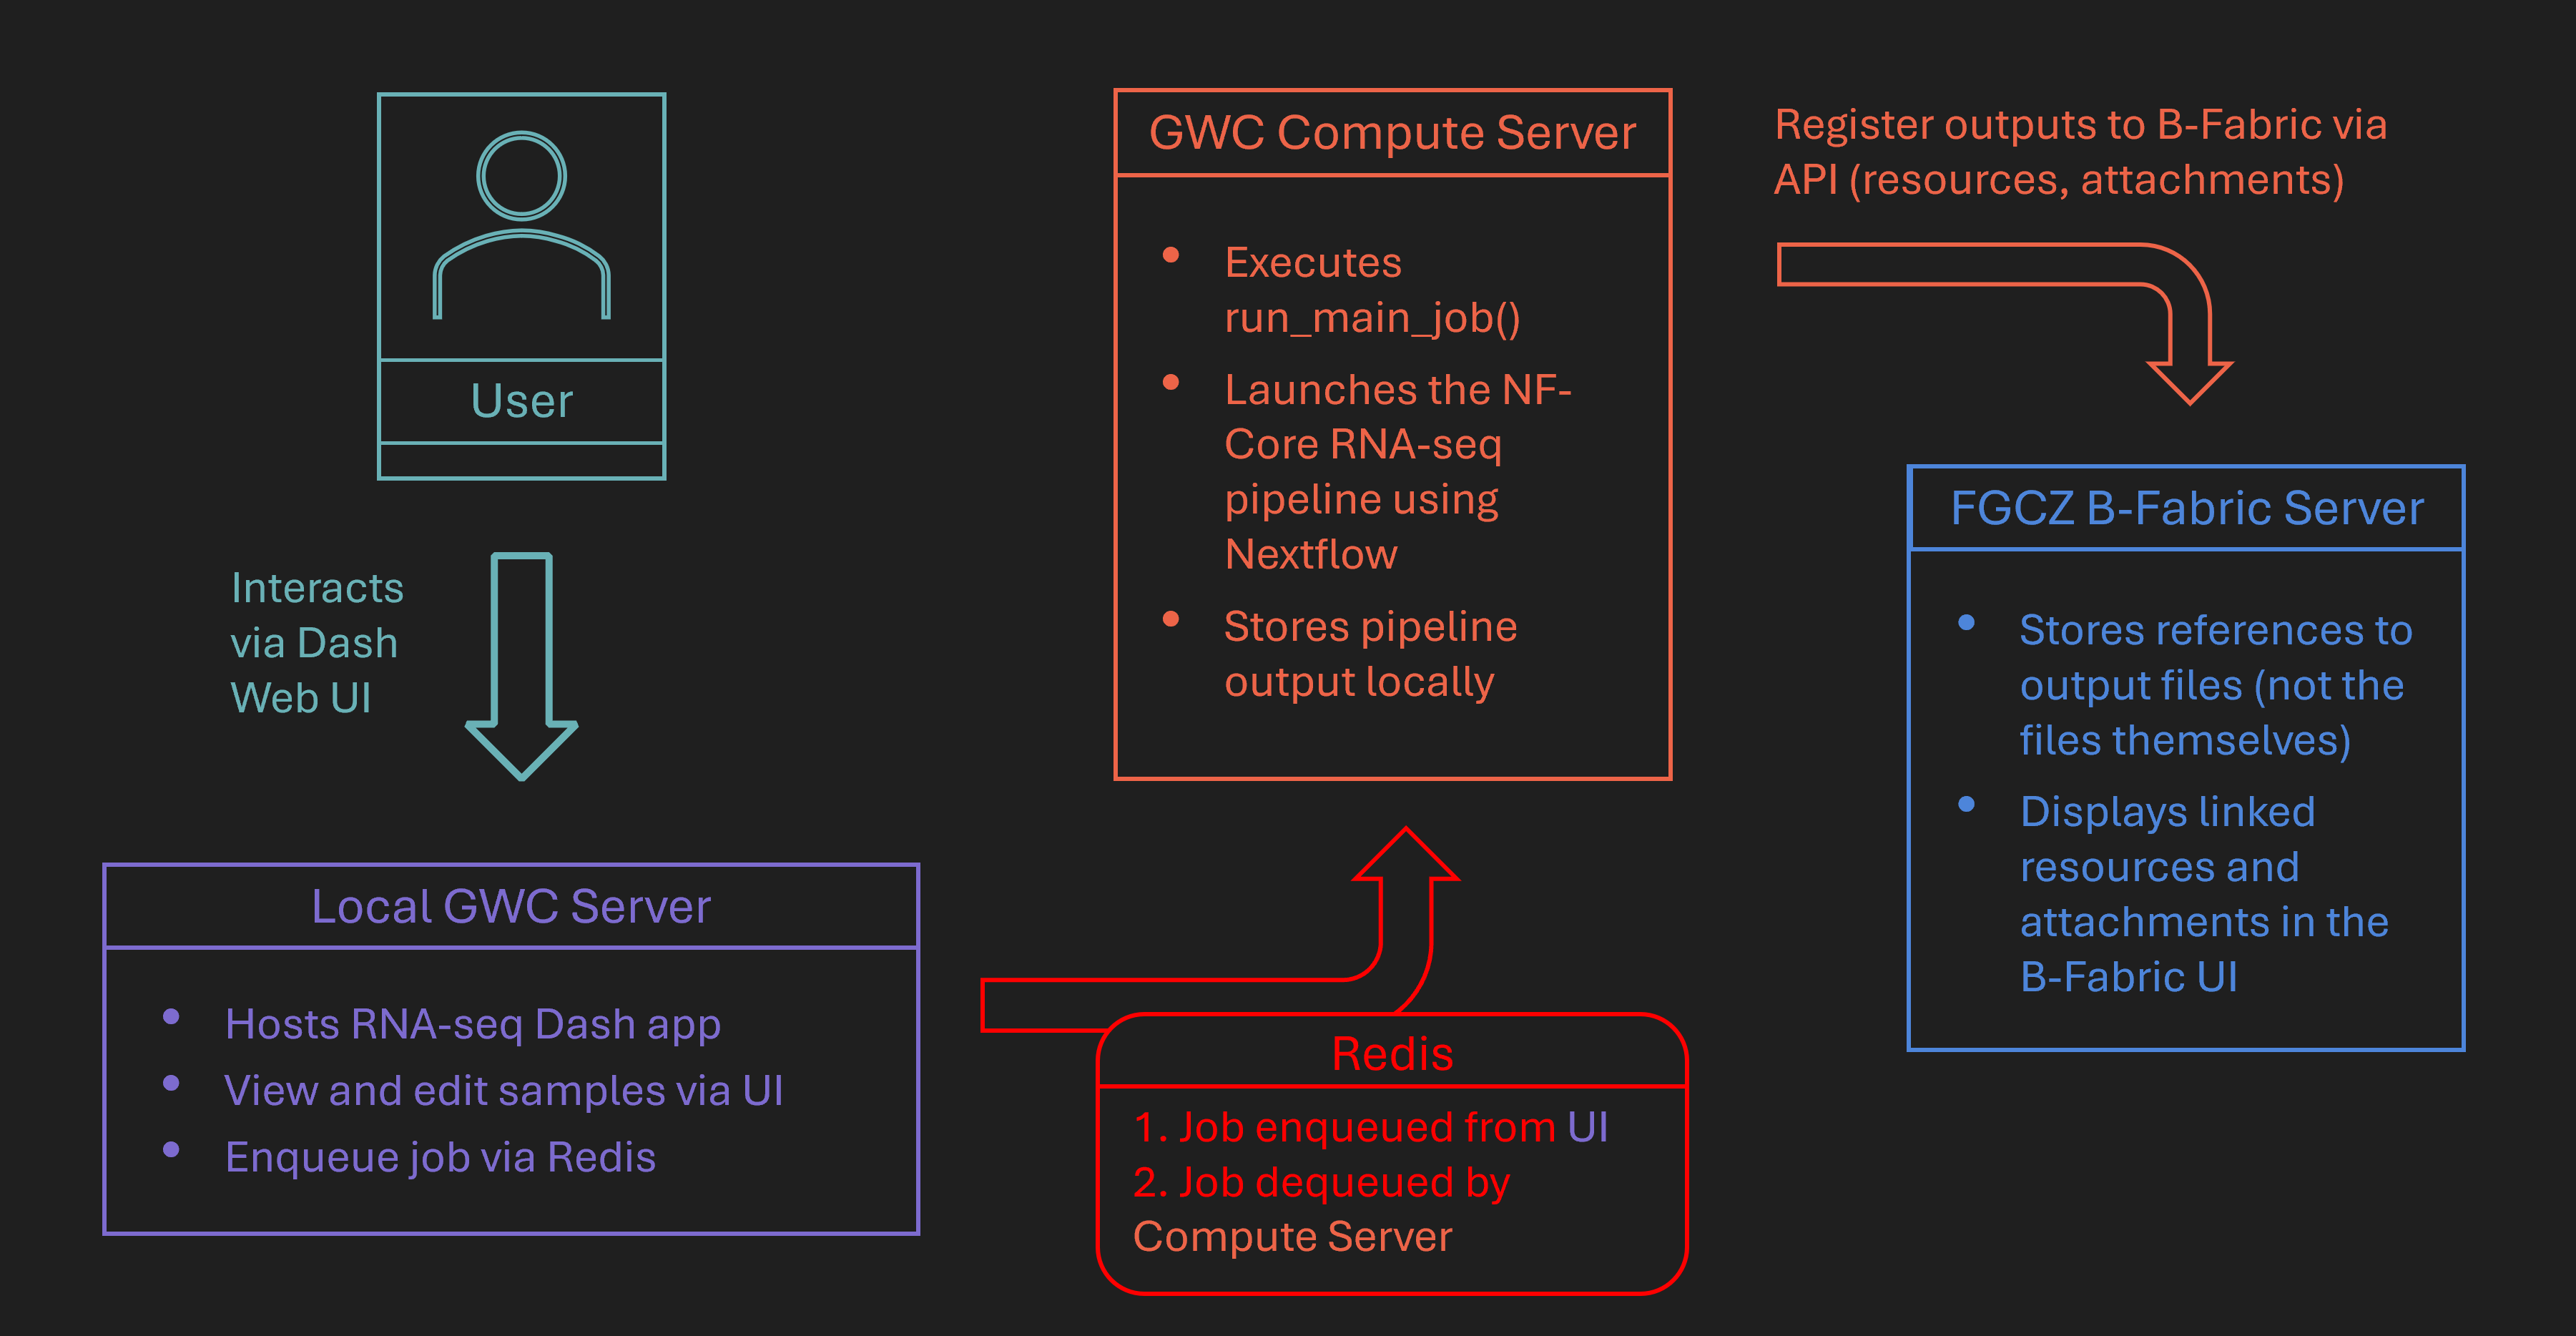 User
Interacts
via Dash
Web UI
Local GWC Server
• Hosts RNA-seq Dash app
• View and edit samples via UI
• Enqueue job via Redis
Redis
1. Job enqueued from UI
2. Job dequeued by
Compute Server
GWC Compute Server
• Executes
run_main_job()
• Launches the NF-
Core RNA-seq
pipeline using
Nextflow
• Stores pipeline
output locally
Register outputs to B-Fabric via
API (resources, attachments)
FGCZ B-Fabric Server
• Stores references to
output files (not the
files themselves)
• Displays linked
resources and
attachments in the
B-Fabric UI